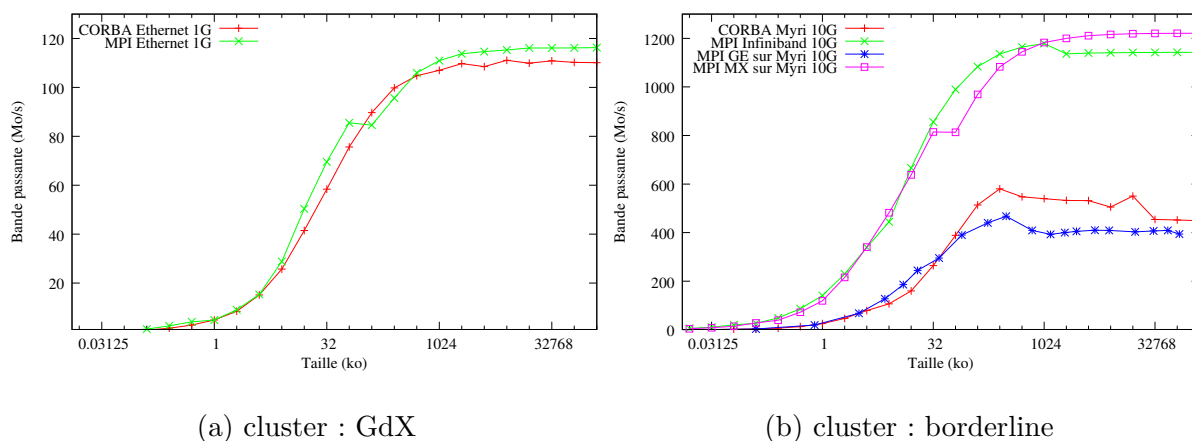 CORBA Ethernet 1G
MPI Ethernet 1G
120
100
80
60
40
20
0.03125
1
32
1024
32768
Taille (ko)
Bande passante (Mo/s)
(a) cluster : GdX
CORBA Myri 10G
MPI Infiniband 10G
MPI GE sur Myri 10G
MPI MX sur Myri 10G
1200
1000
800
600
400
200
0
0.03125
1
32
1024
32768
Taille (ko)
Bande passante (Mo/s)
(b) cluster : borderline